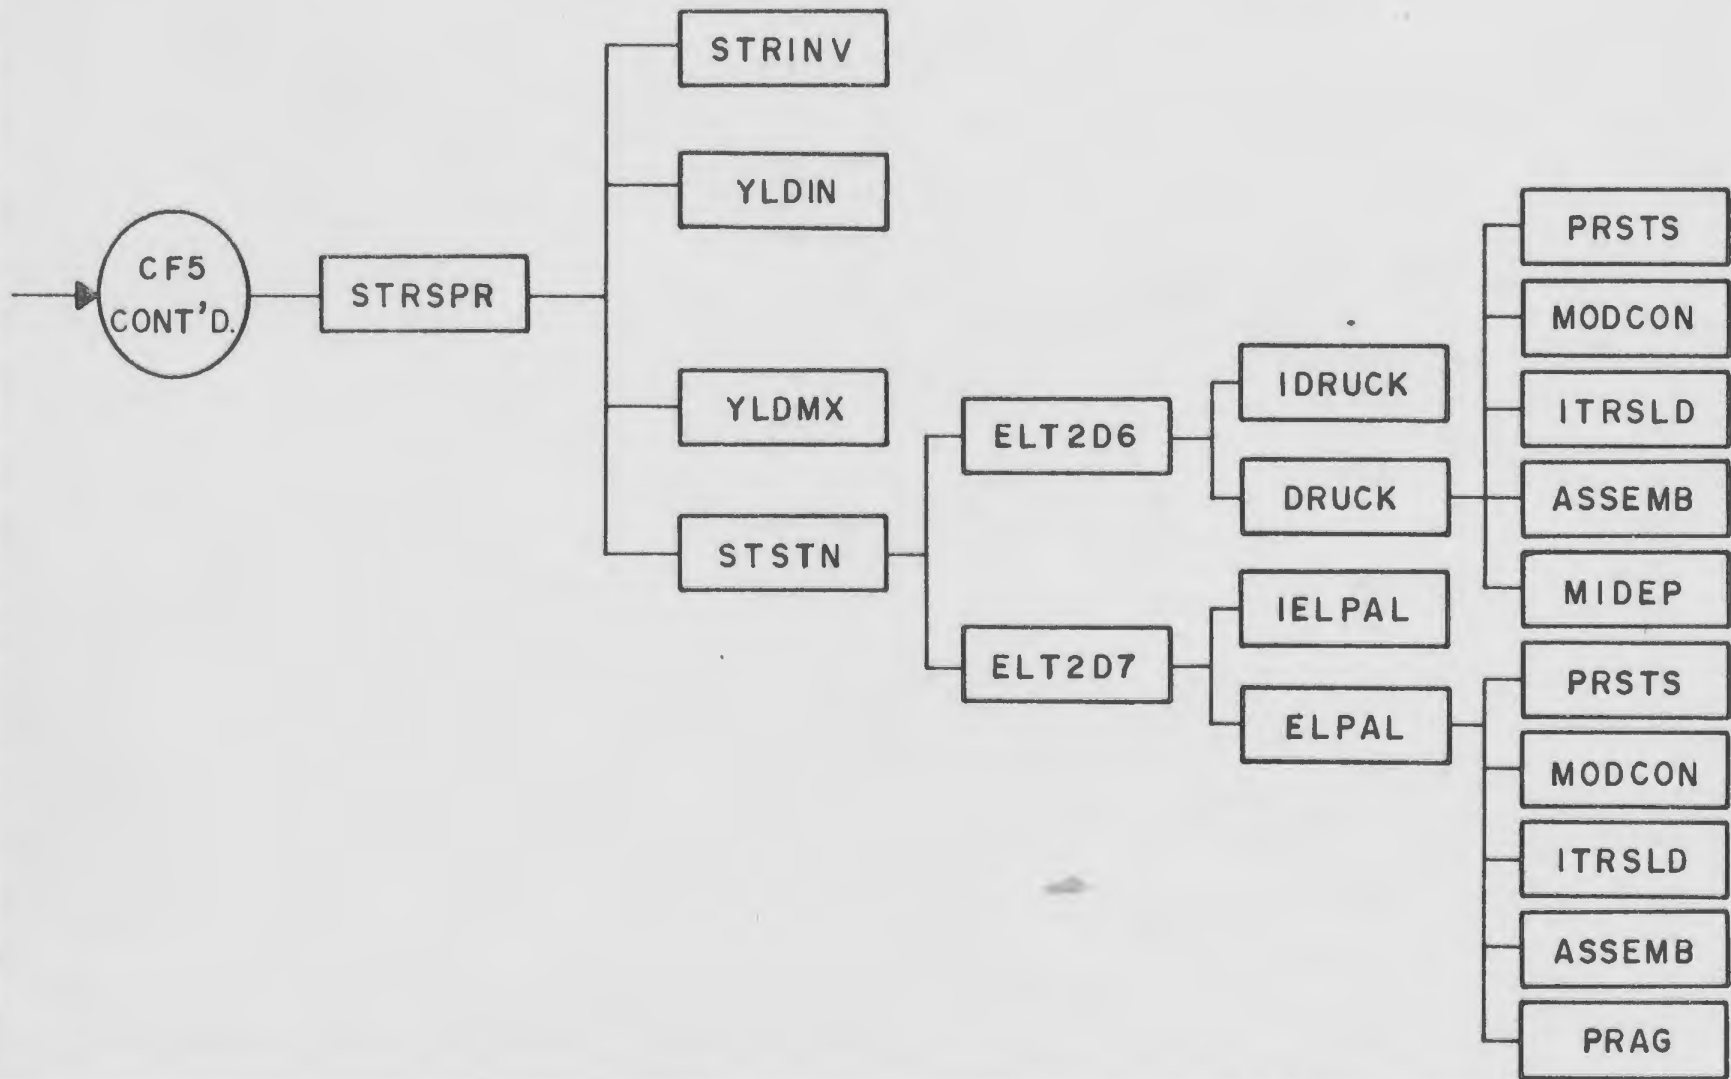 CF5
CONT'D.
STRSPR
STRINV
YLDIN
YLDMX
STSTN
ELT2D6
ELT2D7
IDRUCK
DRUCK
IELPAL
ELPAL
PRSTS
MODCON
ITRSLD
ASSEMB
MIDEP
PRSTS
MODCON
ITRSLD
ASSEMB
PRAG